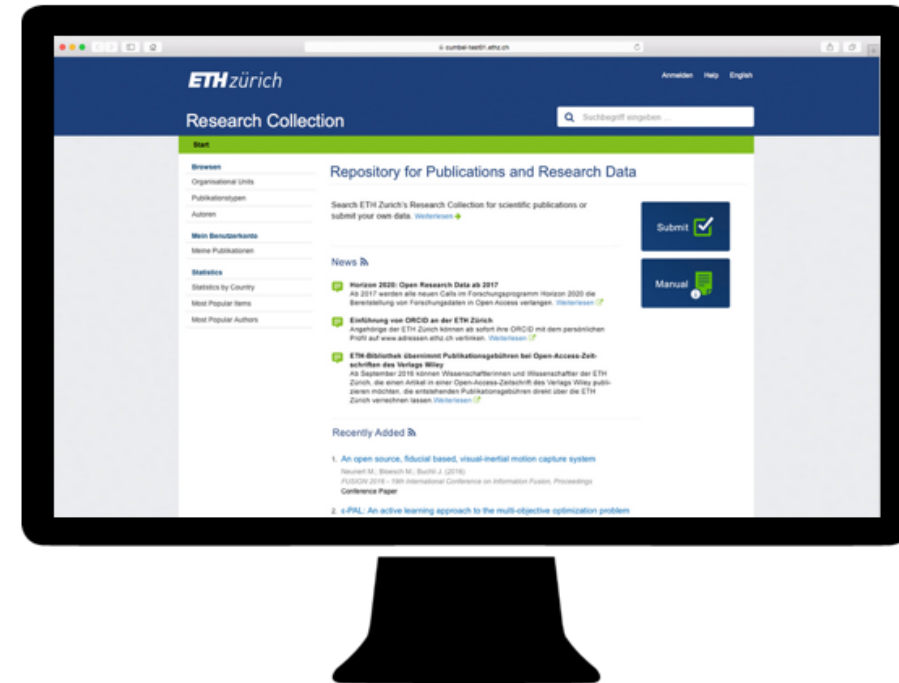 cumbai-test01.ethz.ch
ETHzürich
Anmelden Help English
Research Collection
Suchbegriff eingeben ...
Start
Browsen
Organisational Units
Publikationstypen
Autoren
Mein Benutzerkonto
Meine Publikationen
Statistics
Statistics by Country
Most Popular Items
Most Popular Authors
Repository for Publications and Research Data
Search ETH Zurich's Research Collection for scientific publications or
submit your own data. Weiterlesen
Submit
Manual
News
Horizon 2020: Open Research Data ab 2017
Ab 2017 werden alle neuen Calls im Forschungsprogramm Horizon 2020 die
Bereitstellung von Forschungsdaten in Open Access verlangen. Weiterlesen
Einführung von ORCID an der ETH Zürich
Angehörige der ETH Zürich können ab sofort ihre ORCID mit dem persönlichen
Profil auf www.adressen.ethz.ch verlinken. Weiterlesen
ETH-Bibliothek übernimmt Publikationsgebühren bei Open-Access-Zeit-
schriften des Verlags Wiley
Ab September 2016 können Wissenschaftlerinnen und Wissenschaftler der ETH
Zürich, die einen Artikel in einer Open-Access-Zeitschrift des Verlags Wiley publi-
zieren möchten, die entstehenden Publikationsgebühren direkt über die ETH
Zürich verrechnen lassen. Weiterlesen
Recently Added
1. An open source, fiducial based, visual-inertial motion capture system
Neunert M.; Bloesch M.; Buchli J. (2016)
FUSION 2016 - 19th International Conference on Information Fusion, Proceedings
Conference Paper
2. ε-PAL: An active learning approach to the multi-objective optimization problem